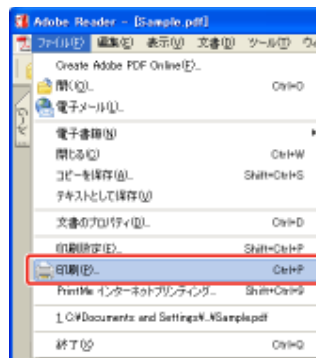 Adobe Reader - [Sample.pdf]
ファイル(F) 編集(E) 表示(V) 文書(D) ツール(T) ウ
Create Adobe PDF Online(F)...
開く(O)... Ctrl+O
電子メール(L)...
電子書籍(N)
閉じる(C) Ctrl+W
コピーを保存(A)... Shift+Ctrl+S
テキストとして保存(V)
文書のプロパティ(D)... Ctrl+D
印刷設定(E)... Shift+Ctrl+P
印刷(P)... Ctrl+P
PrintMe インターネットプリンティング... Shift+Ctrl+9
1 C:¥Documents and Settings¥..¥Sample.pdf
終了(X) Ctrl+Q